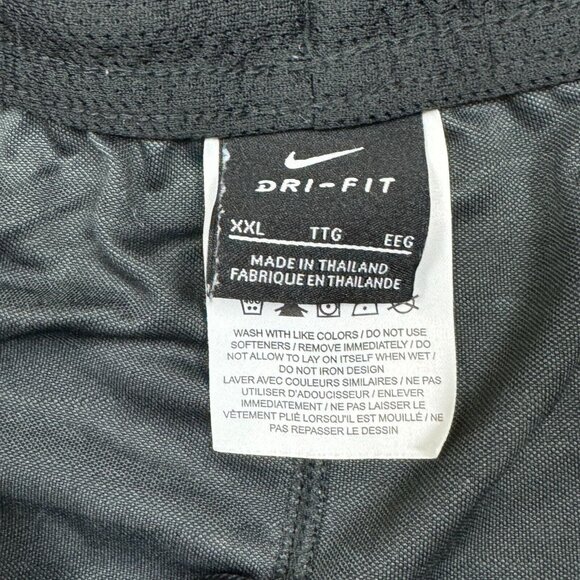 DRI-FIT
XXL TTG EEG
MADE IN THAILAND
FABRIQUE EN THAILANDE
WASH WITH LIKE COLORS / DO NOT USE
SOFTENERS / REMOVE IMMEDIATELY / DO
NOT ALLOW TO LAY ON ITSELF WHEN WET /
DO NOT IRON DESIGN
LAVER AVEC COULEURS SIMILAIRES / NE PAS
UTILISER D'ADOUCISSEUR / ENLEVER
IMMEDIATEMENT / NE PAS LAISSER LE
VÊTEMENT PLIÉ LORSQU'IL EST MOUILLÉ / NE
PAS REPASSER LE DESSIN